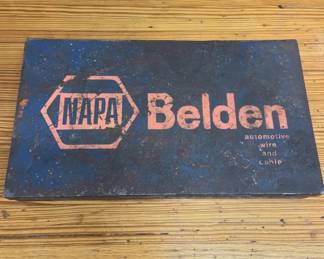 NAPA Belden
automotive
wire
and
cable